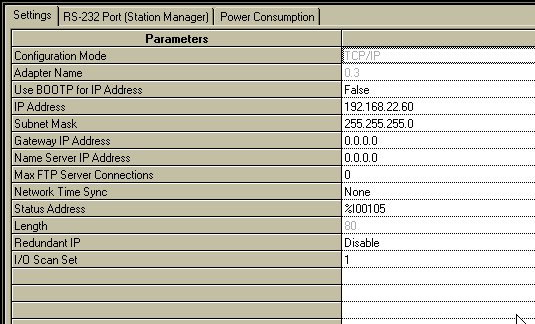 Settings RS-232 Port (Station Manager) Power Consumption
Parameters
Configuration Mode TCP/IP
Adapter Name 0.3
Use BOOTP for IP Address False
IP Address 192.168.22.60
Subnet Mask 255.255.255.0
Gateway IP Address 0.0.0.0
Name Server IP Address 0.0.0.0
Max FTP Server Connections 0
Network Time Sync None
Status Address %I00105
Length 80
Redundant IP Disable
I/O Scan Set 1